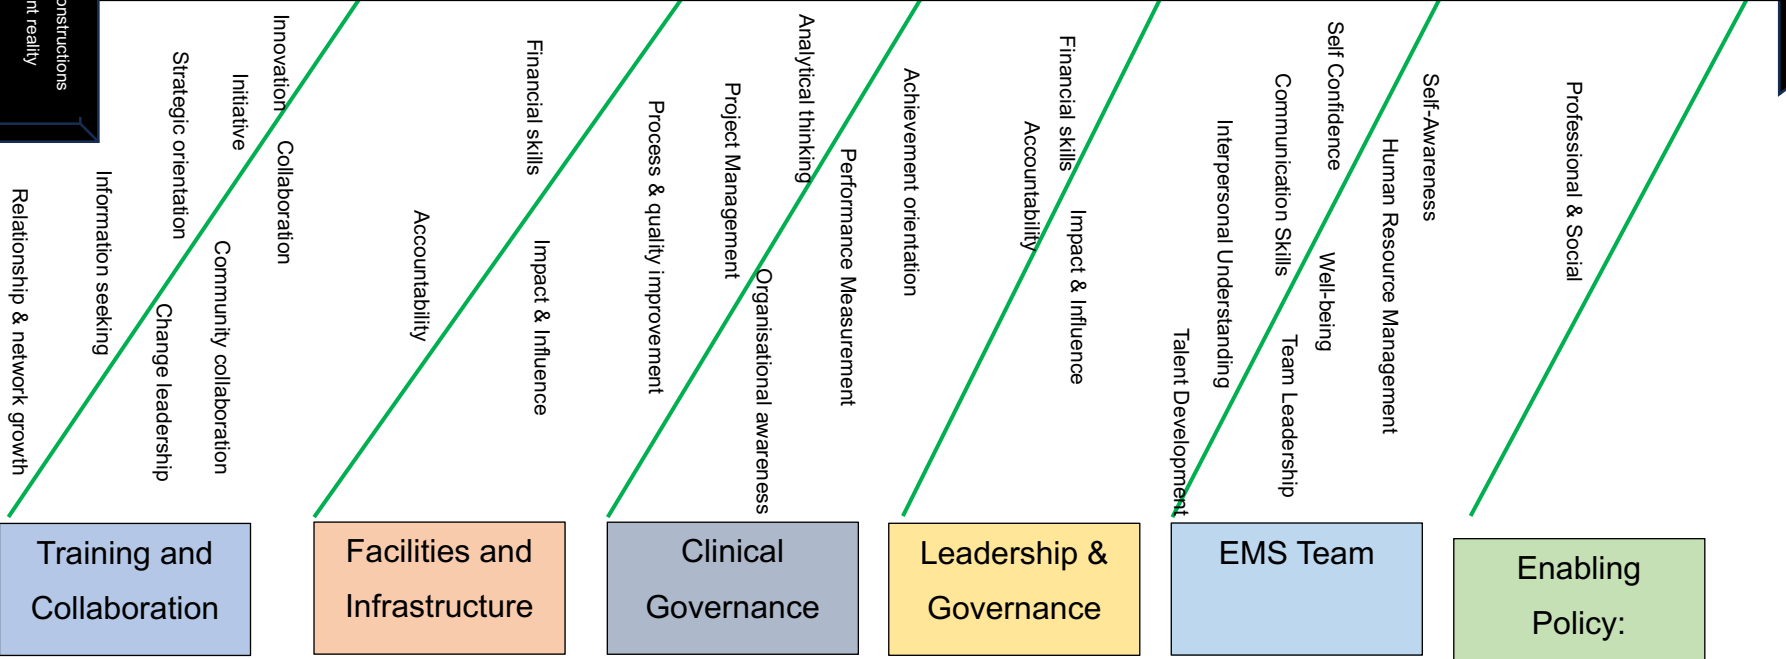 onstructions
nt reality
Relationship & network growth
Information seeking
Strategic orientation
Change leadership
Initiative
Community collaboration
Innovation
Collaboration
Accountability
Financial skills
Impact & Influence
Process & quality improvement
Project Management
Organisational awareness
Analytical thinking
Performance Measurement
Achievement orientation
Accountability
Financial skills
Impact & Influence
Talent Development
Interpersonal Understanding
Communication Skills
Team Leadership
Self Confidence
Well-being
Human Resource Management
Self-Awareness
Professional & Social
Training and
Collaboration
Facilities and
Infrastructure
Clinical
Governance
Leadership &
Governance
EMS Team
Enabling
Policy: